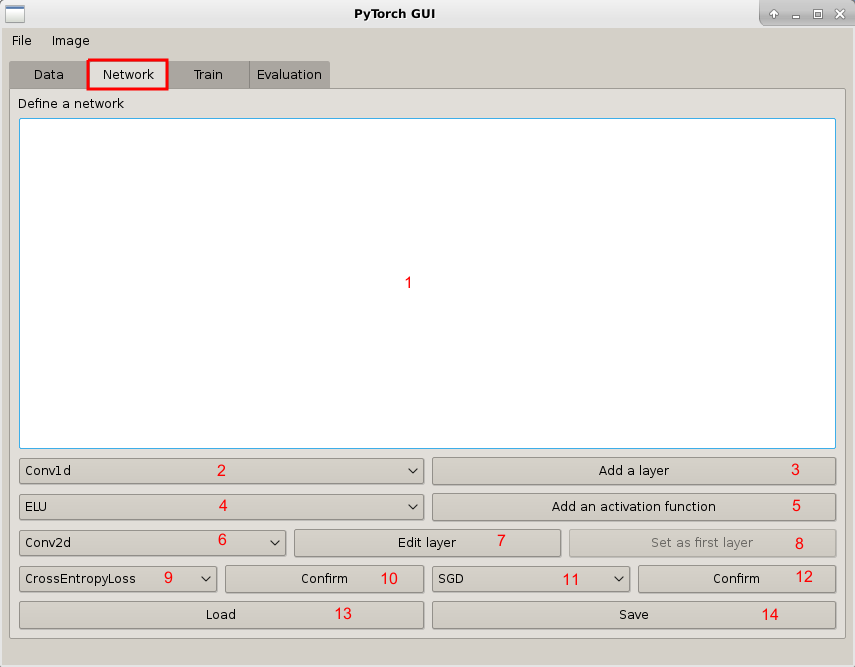 PyTorch GUI
File Image
Data Network Train Evaluation
Define a network
1
Conv1d 2 Add a layer 3
ELU 4 Add an activation function 5
Conv2d 6 Edit layer 7 Set as first layer 8
CrossEntropyLoss 9 Confirm 10 SGD 11 Confirm 12
Load 13 Save 14